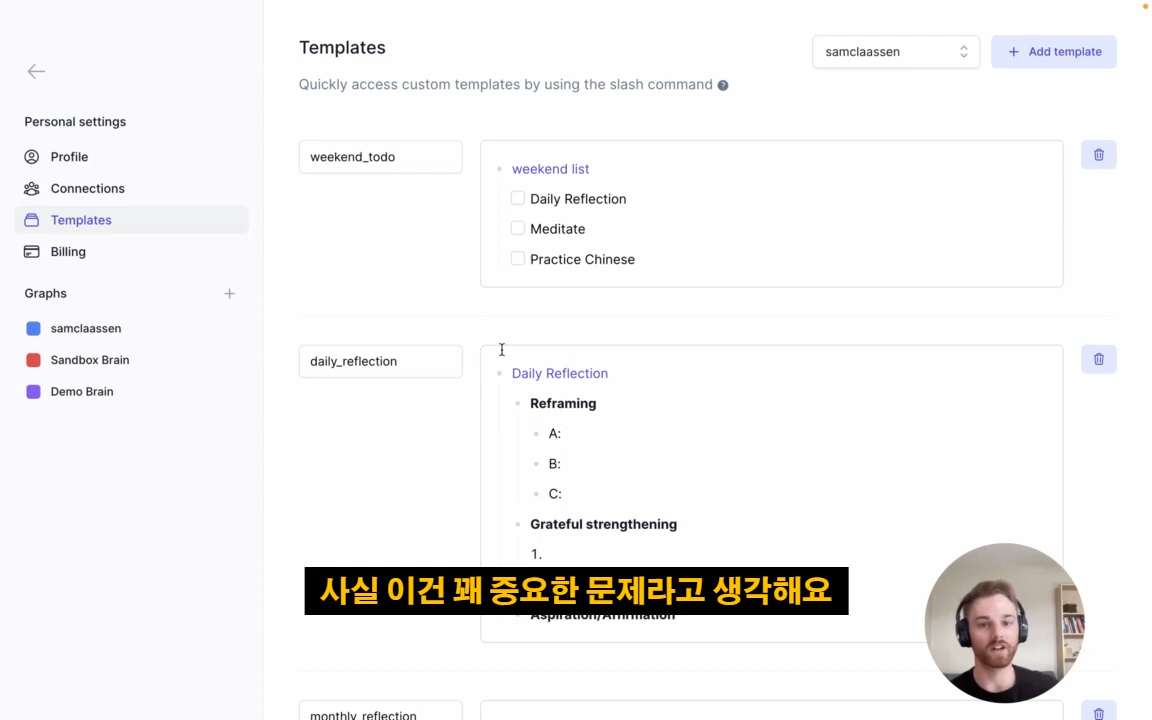 Templates
samclaassen
+ Add template
Quickly access custom templates by using the slash command
Personal settings
Profile
Connections
Templates
Billing
Graphs
samclaassen
Sandbox Brain
Demo Brain
weekend_todo
weekend list
Daily Reflection
Meditate
Practice Chinese
daily_reflection
Daily Reflection
Reframing
A:
B:
C:
Grateful strengthening
1.
사실 이건 꽤 중요한 문제라고 생각해요
Aspiration/Affirmation
monthly_reflection